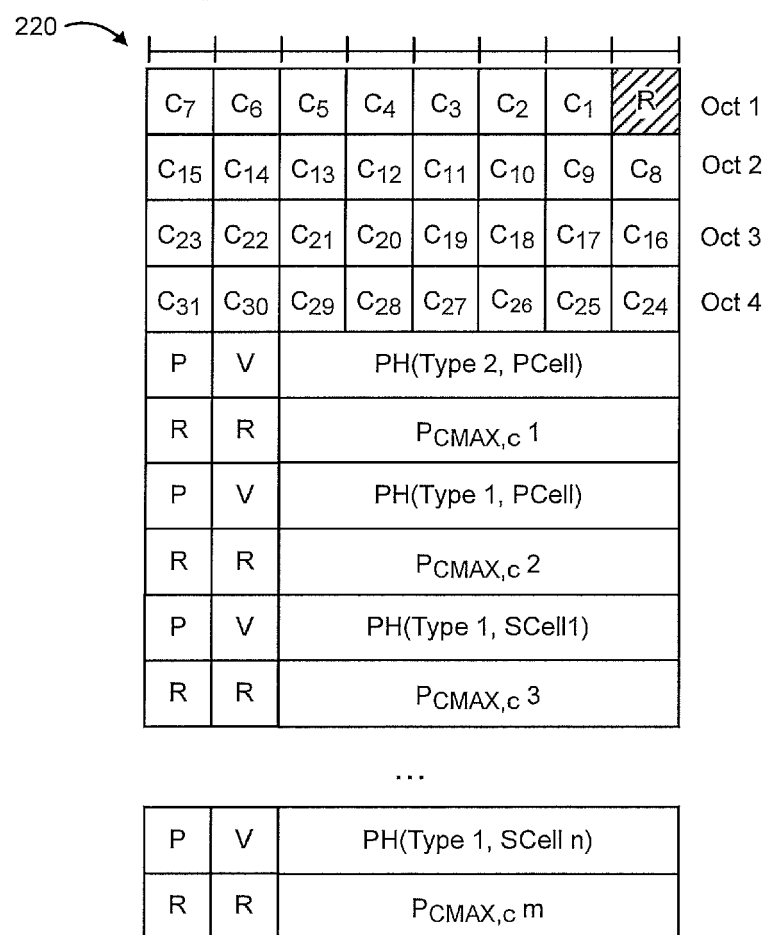 220
C7 C6 C5 C4 C3 C2 C1 R Oct 1
C15 C14 C13 C12 C11 C10 C9 C8 Oct 2
C23 C22 C21 C20 C19 C18 C17 C16 Oct 3
C31 C30 C29 C28 C27 C26 C25 C24 Oct 4
P V PH(Type 2, PCell)
R R PCMAX,c 1
P V PH(Type 1, PCell)
R R PCMAX,c 2
P V PH(Type 1, SCell1)
R R PCMAX,c 3
...
P V PH(Type 1, SCell n)
R R PCMAX,c m